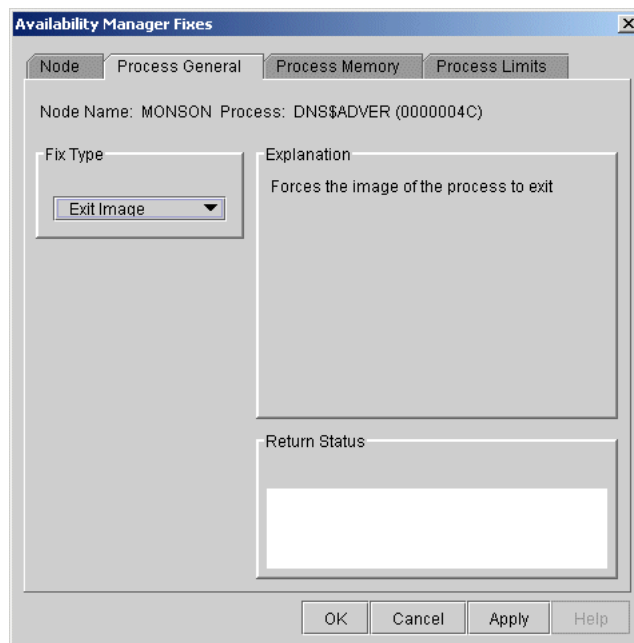 Availability Manager Fixes
Node
Process General
Process Memory
Process Limits
Node Name: MONSON Process: DNS$ADVER (0000004C)
Fix Type
Exit Image
Explanation
Forces the image of the process to exit
Return Status
OK
Cancel
Apply
Help